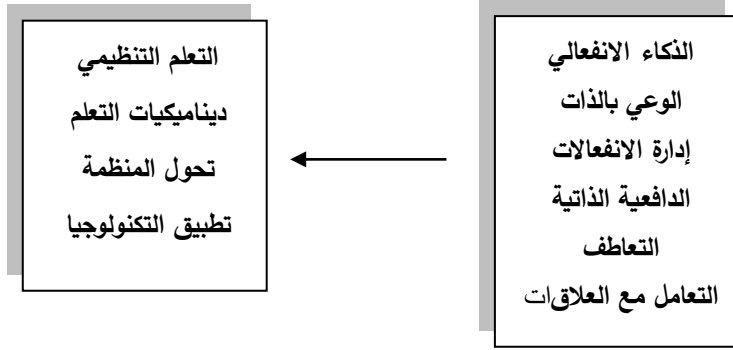 الذكاء الانفعالي
الوعي بالذات
إدارة الانفعالات
الدافعية الذاتية
التعاطف
التعامل مع العلاقات
التعلم التنظيمي
ديناميكيات التعلم
تحول المنظمة
تطبيق التكنولوجيا